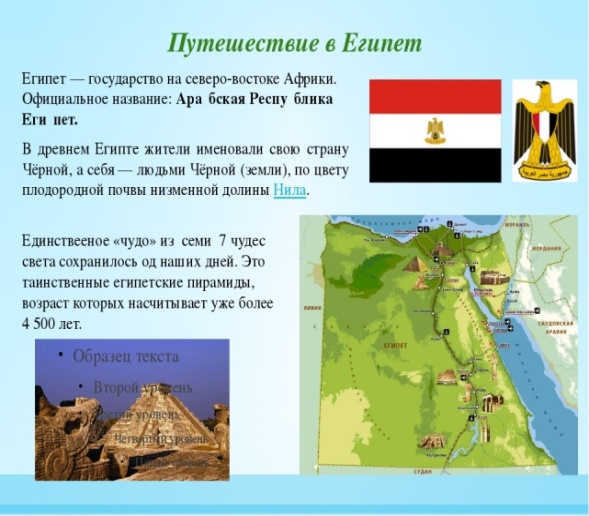 Путешествие в Египет
Египет — государство на северо-востоке Африки.
Официальное название: Ара бская Респу блика
Еги пет.
В древнем Египте жители именовали свою страну
Чёрной, а себя — людьми Чёрной (земли), по цвету
плодородной почвы низменной долины Нила.
Единствееное «чудо» из семи 7 чудес
света сохранилось од наших дней. Это
таинственные египетские пирамиды,
возраст которых насчитывает уже более
4 500 лет.
• Образец текста
• Второй уровень
Третий уровень
Четвертый уровень
ИЗРАИЛЬ
ИОРДАНИЯ
ЛИВИЯ
САУДОВСКАЯ
АРАВИЯ
ЕГИПЕТ
СУДАН